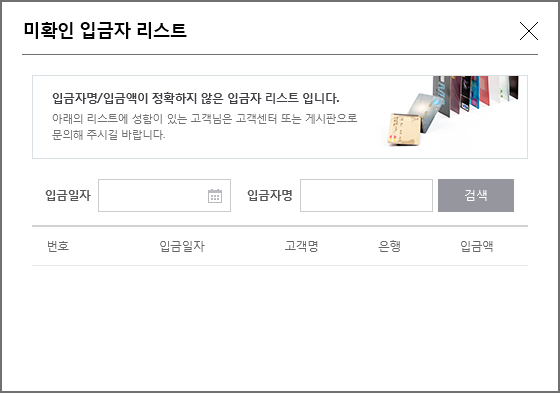 미확인 입금자 리스트
입금자명/입금액이 정확하지 않은 입금자 리스트 입니다.
아래의 리스트에 성함이 있는 고객님은 고객센터 또는 게시판으로
문의해 주시길 바랍니다.
입금일자 입금자명 검색
번호 입금일자 고객명 은행 입금액